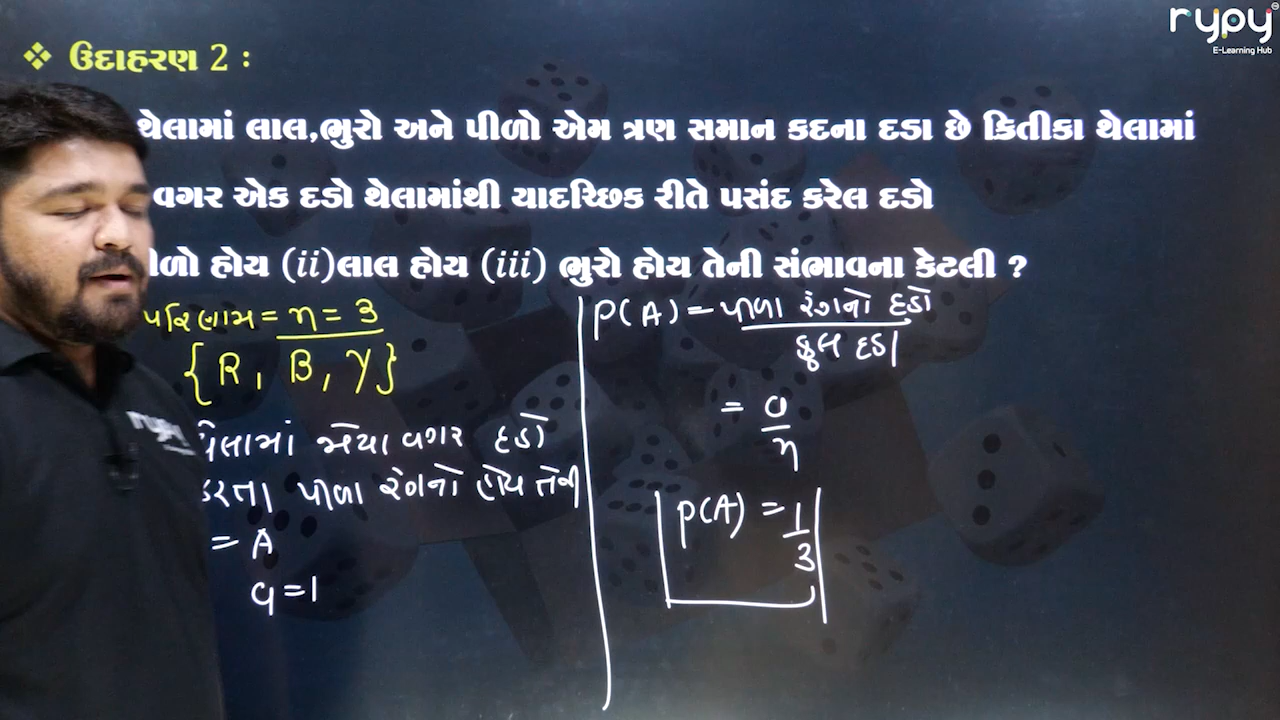 rypy
E-Learning Hub
❖ ઉદાહરણ 2 :
થેલામાં લાલ,ભુરો અને પીળો એમ ત્રણ સમાન કદના દડા છે ક્રિતીકા થેલામાં
વગર એક દડો થેલામાંથી યાદચ્છિક રીતે પસંદ કરેલ દડો
હોય (ii)લાલ હોય (iii) ભુરો હોય તેની સંભાવના કેટલી ?
પરિણામ = n = 3
{R, B, Y}
જોયા વગર દડો
પીળા રંગનો હોય તેની
= A
a = 1
P(A) = પીળા રંગનો દડો
કુલ દડા
= a
n
P(A) = 1
3
rypy